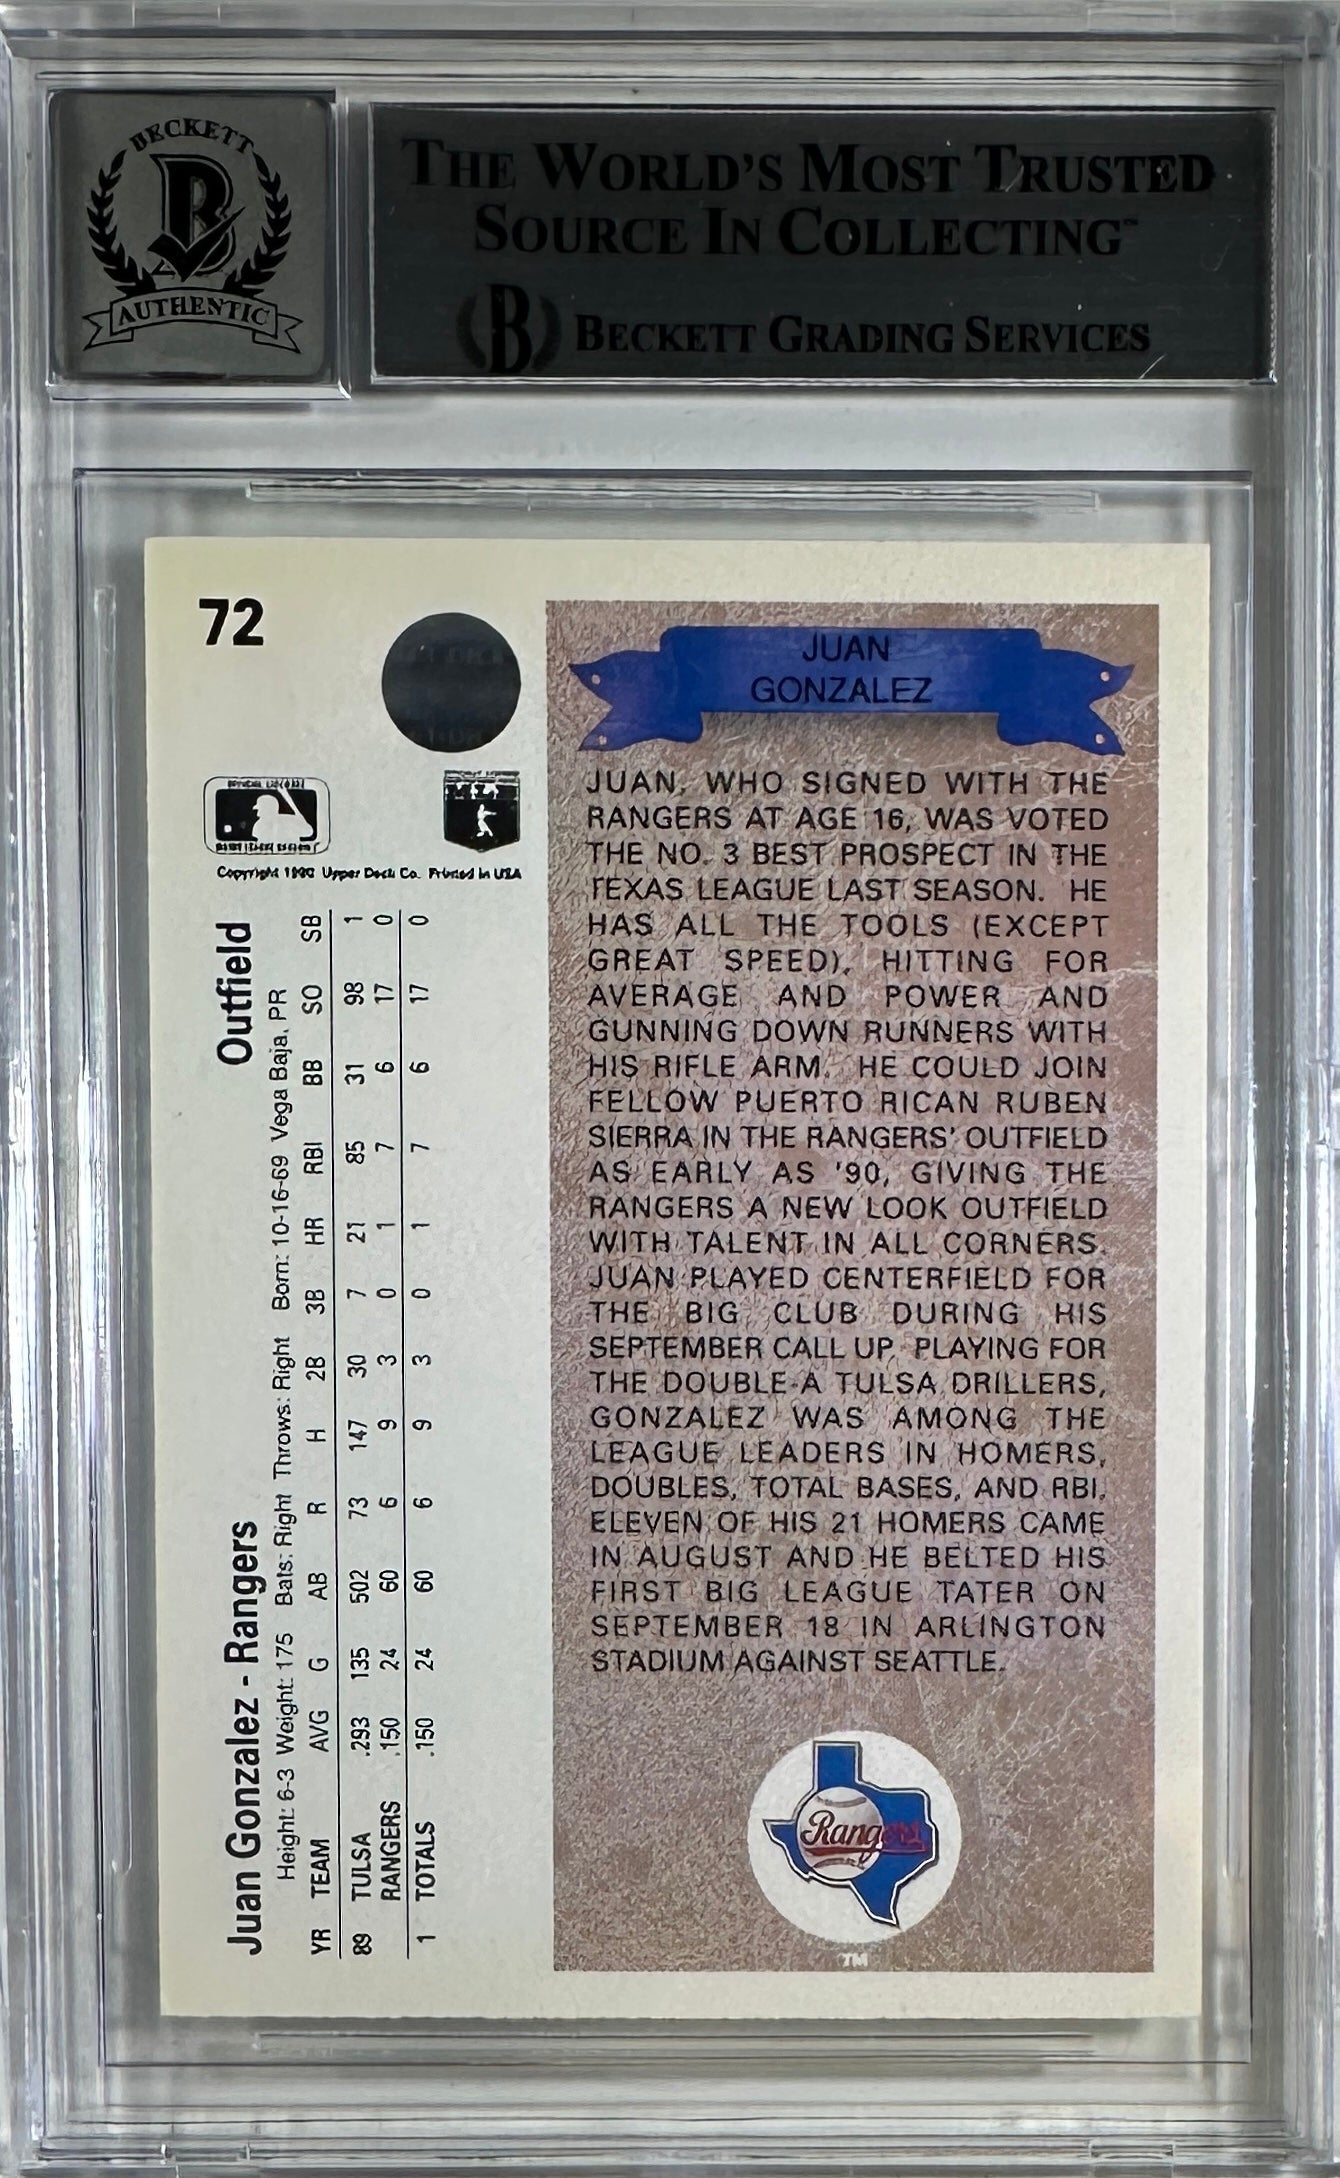 BECKETT
B
AUTHENTIC
THE WORLD'S MOST TRUSTED
SOURCE IN COLLECTING™
B BECKETT GRADING SERVICES
72
Copyright 1990 Upper Deck Co. Printed in USA
Juan Gonzalez - Rangers Outfield
Height: 6-3 Weight: 175 Bats: Right Throws: Right Born: 10-16-69 Vega Baja, PR
YR TEAM AVG G AB R H 2B 3B HR RBI BB SO SB
89 TULSA .293 135 502 73 147 30 7 21 85 31 98 1
RANGERS .150 24 60 6 9 3 0 1 7 6 17 0
1 TOTALS .150 24 60 6 9 3 0 1 7 6 17 0
JUAN
GONZALEZ
JUAN, WHO SIGNED WITH THE
RANGERS AT AGE 16, WAS VOTED
THE NO. 3 BEST PROSPECT IN THE
TEXAS LEAGUE LAST SEASON. HE
HAS ALL THE TOOLS (EXCEPT
GREAT SPEED), HITTING FOR
AVERAGE AND POWER AND
GUNNING DOWN RUNNERS WITH
HIS RIFLE ARM. HE COULD JOIN
FELLOW PUERTO RICAN RUBEN
SIERRA IN THE RANGERS' OUTFIELD
AS EARLY AS '90, GIVING THE
RANGERS A NEW LOOK OUTFIELD
WITH TALENT IN ALL CORNERS.
JUAN PLAYED CENTERFIELD FOR
THE BIG CLUB DURING HIS
SEPTEMBER CALL UP. PLAYING FOR
THE DOUBLE-A TULSA DRILLERS,
GONZALEZ WAS AMONG THE
LEAGUE LEADERS IN HOMERS,
DOUBLES, TOTAL BASES, AND RBI.
ELEVEN OF HIS 21 HOMERS CAME
IN AUGUST AND HE BELTED HIS
FIRST BIG LEAGUE TATER ON
SEPTEMBER 18 IN ARLINGTON
STADIUM AGAINST SEATTLE.
Rangers
TM